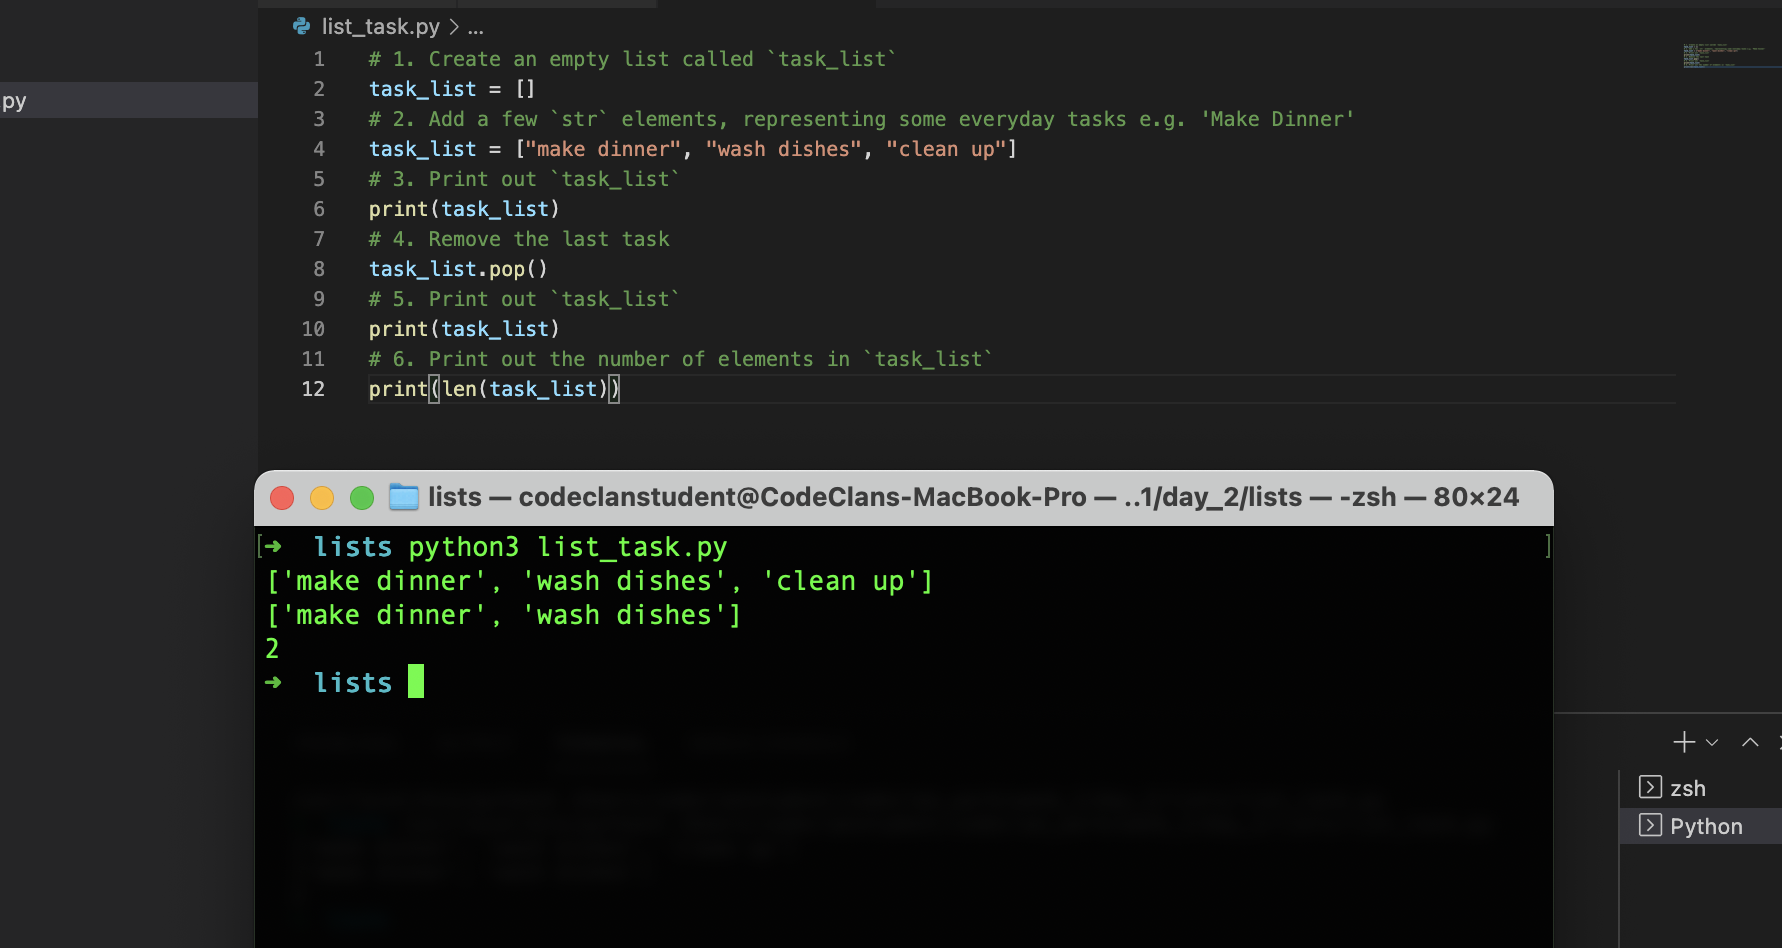 list_task.py > ...
py
1 # 1. Create an empty list called `task_list`
2 task_list = []
3 # 2. Add a few `str` elements, representing some everyday tasks e.g. 'Make Dinner'
4 task_list = ["make dinner", "wash dishes", "clean up"]
5 # 3. Print out `task_list`
6 print(task_list)
7 # 4. Remove the last task
8 task_list.pop()
9 # 5. Print out `task_list`
10 print(task_list)
11 # 6. Print out the number of elements in `task_list`
12 print(len(task_list))
lists — codeclanstudent@CodeClans-MacBook-Pro — ..1/day_2/lists — -zsh — 80×24
[➜ lists python3 list_task.py ]
['make dinner', 'wash dishes', 'clean up']
['make dinner', 'wash dishes']
2
➜ lists
zsh
Python